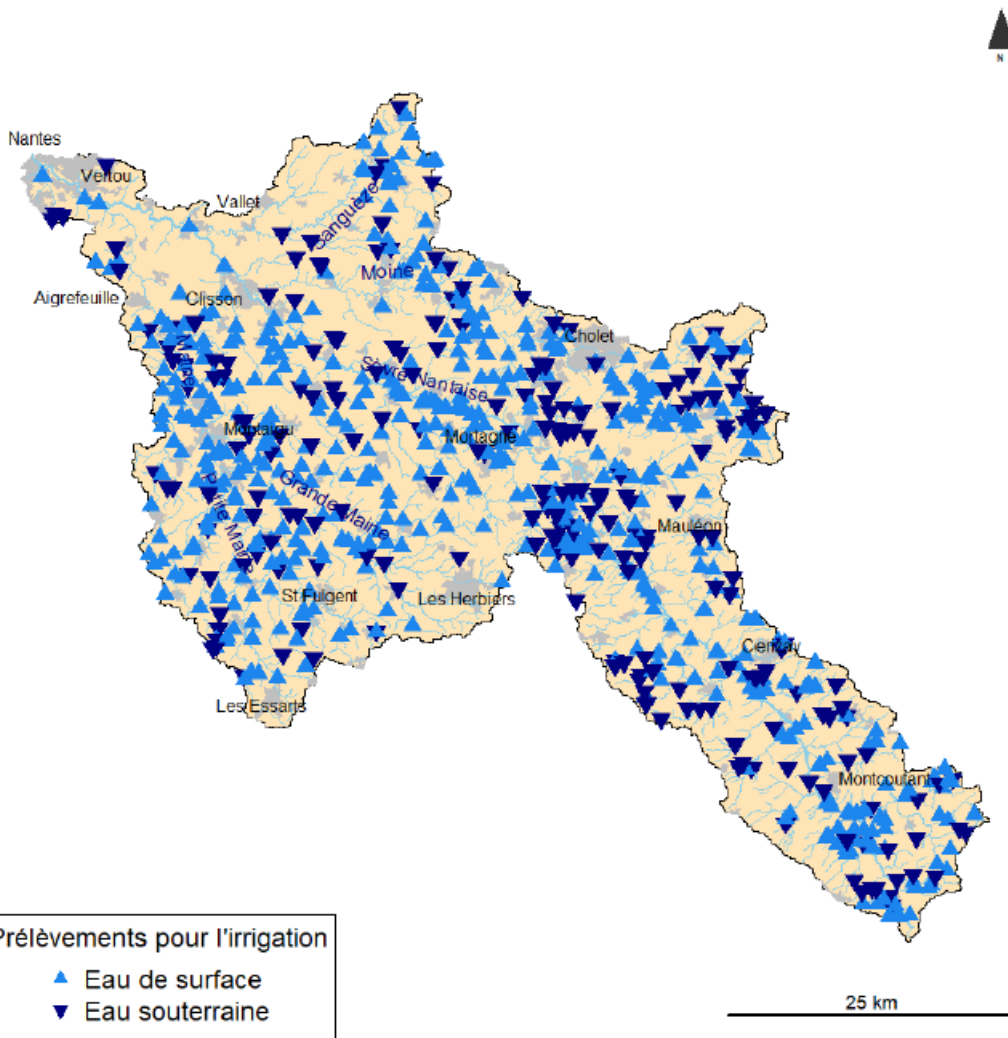 N
Nantes
Vertou
Vallet
Sanguèze
Moine
Aigrefeuille
Clisson
Cholet
Maine
Sèvre Nantaise
Montaigu
Mortagne
Petite Maine
Grande Maine
Mauléon
St Fulgent
Les Herbiers
Cerizay
Les Essarts
Montcoutant
Prélèvements pour l'irrigation
Eau de surface
Eau souterraine
25 km